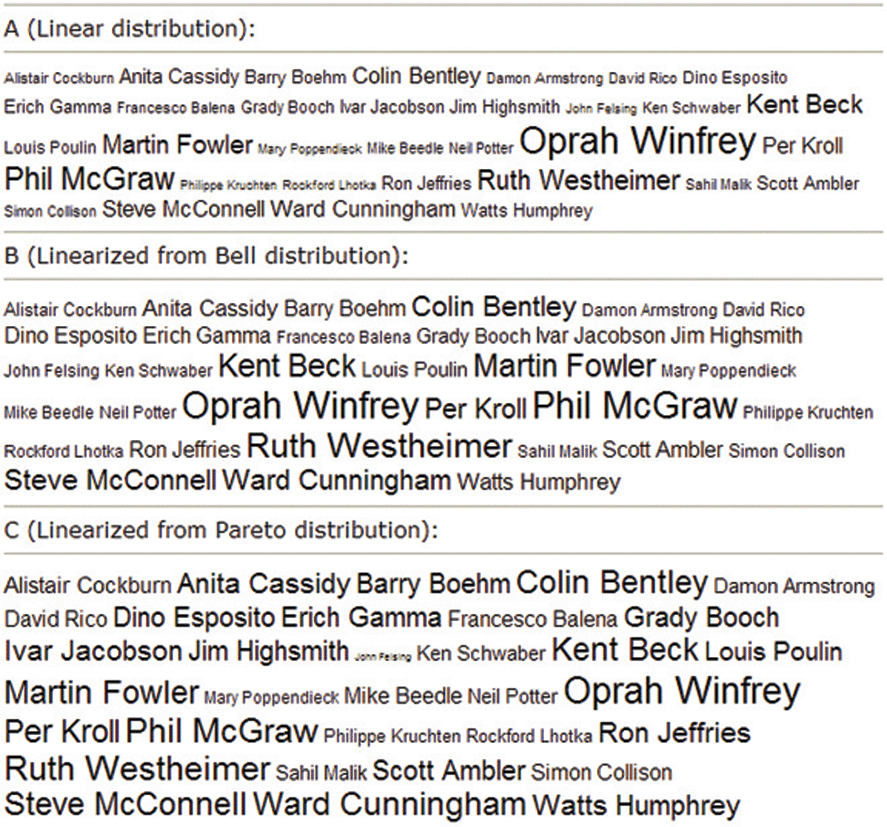 A (Linear distribution):
Alistair Cockburn Anita Cassidy Barry Boehm Colin Bentley Damon Armstrong David Rico Dino Esposito
Erich Gamma Francesco Balena Grady Booch Ivar Jacobson Jim Highsmith John Felsing Ken Schwaber Kent Beck
Louis Poulin Martin Fowler Mary Poppendieck Mike Beedle Neil Potter Oprah Winfrey Per Kroll
Phil McGraw Philippe Kruchten Rockford Lhotka Ron Jeffries Ruth Westheimer Sahil Malik Scott Ambler
Simon Collison Steve McConnell Ward Cunningham Watts Humphrey
B (Linearized from Bell distribution):
Alistair Cockburn Anita Cassidy Barry Boehm Colin Bentley Damon Armstrong David Rico
Dino Esposito Erich Gamma Francesco Balena Grady Booch Ivar Jacobson Jim Highsmith
John Felsing Ken Schwaber Kent Beck Louis Poulin Martin Fowler Mary Poppendieck
Mike Beedle Neil Potter Oprah Winfrey Per Kroll Phil McGraw Philippe Kruchten
Rockford Lhotka Ron Jeffries Ruth Westheimer Sahil Malik Scott Ambler Simon Collison
Steve McConnell Ward Cunningham Watts Humphrey
C (Linearized from Pareto distribution):
Alistair Cockburn Anita Cassidy Barry Boehm Colin Bentley Damon Armstrong
David Rico Dino Esposito Erich Gamma Francesco Balena Grady Booch
Ivar Jacobson Jim Highsmith John Felsing Ken Schwaber Kent Beck Louis Poulin
Martin Fowler Mary Poppendieck Mike Beedle Neil Potter Oprah Winfrey
Per Kroll Phil McGraw Philippe Kruchten Rockford Lhotka Ron Jeffries
Ruth Westheimer Sahil Malik Scott Ambler Simon Collison
Steve McConnell Ward Cunningham Watts Humphrey